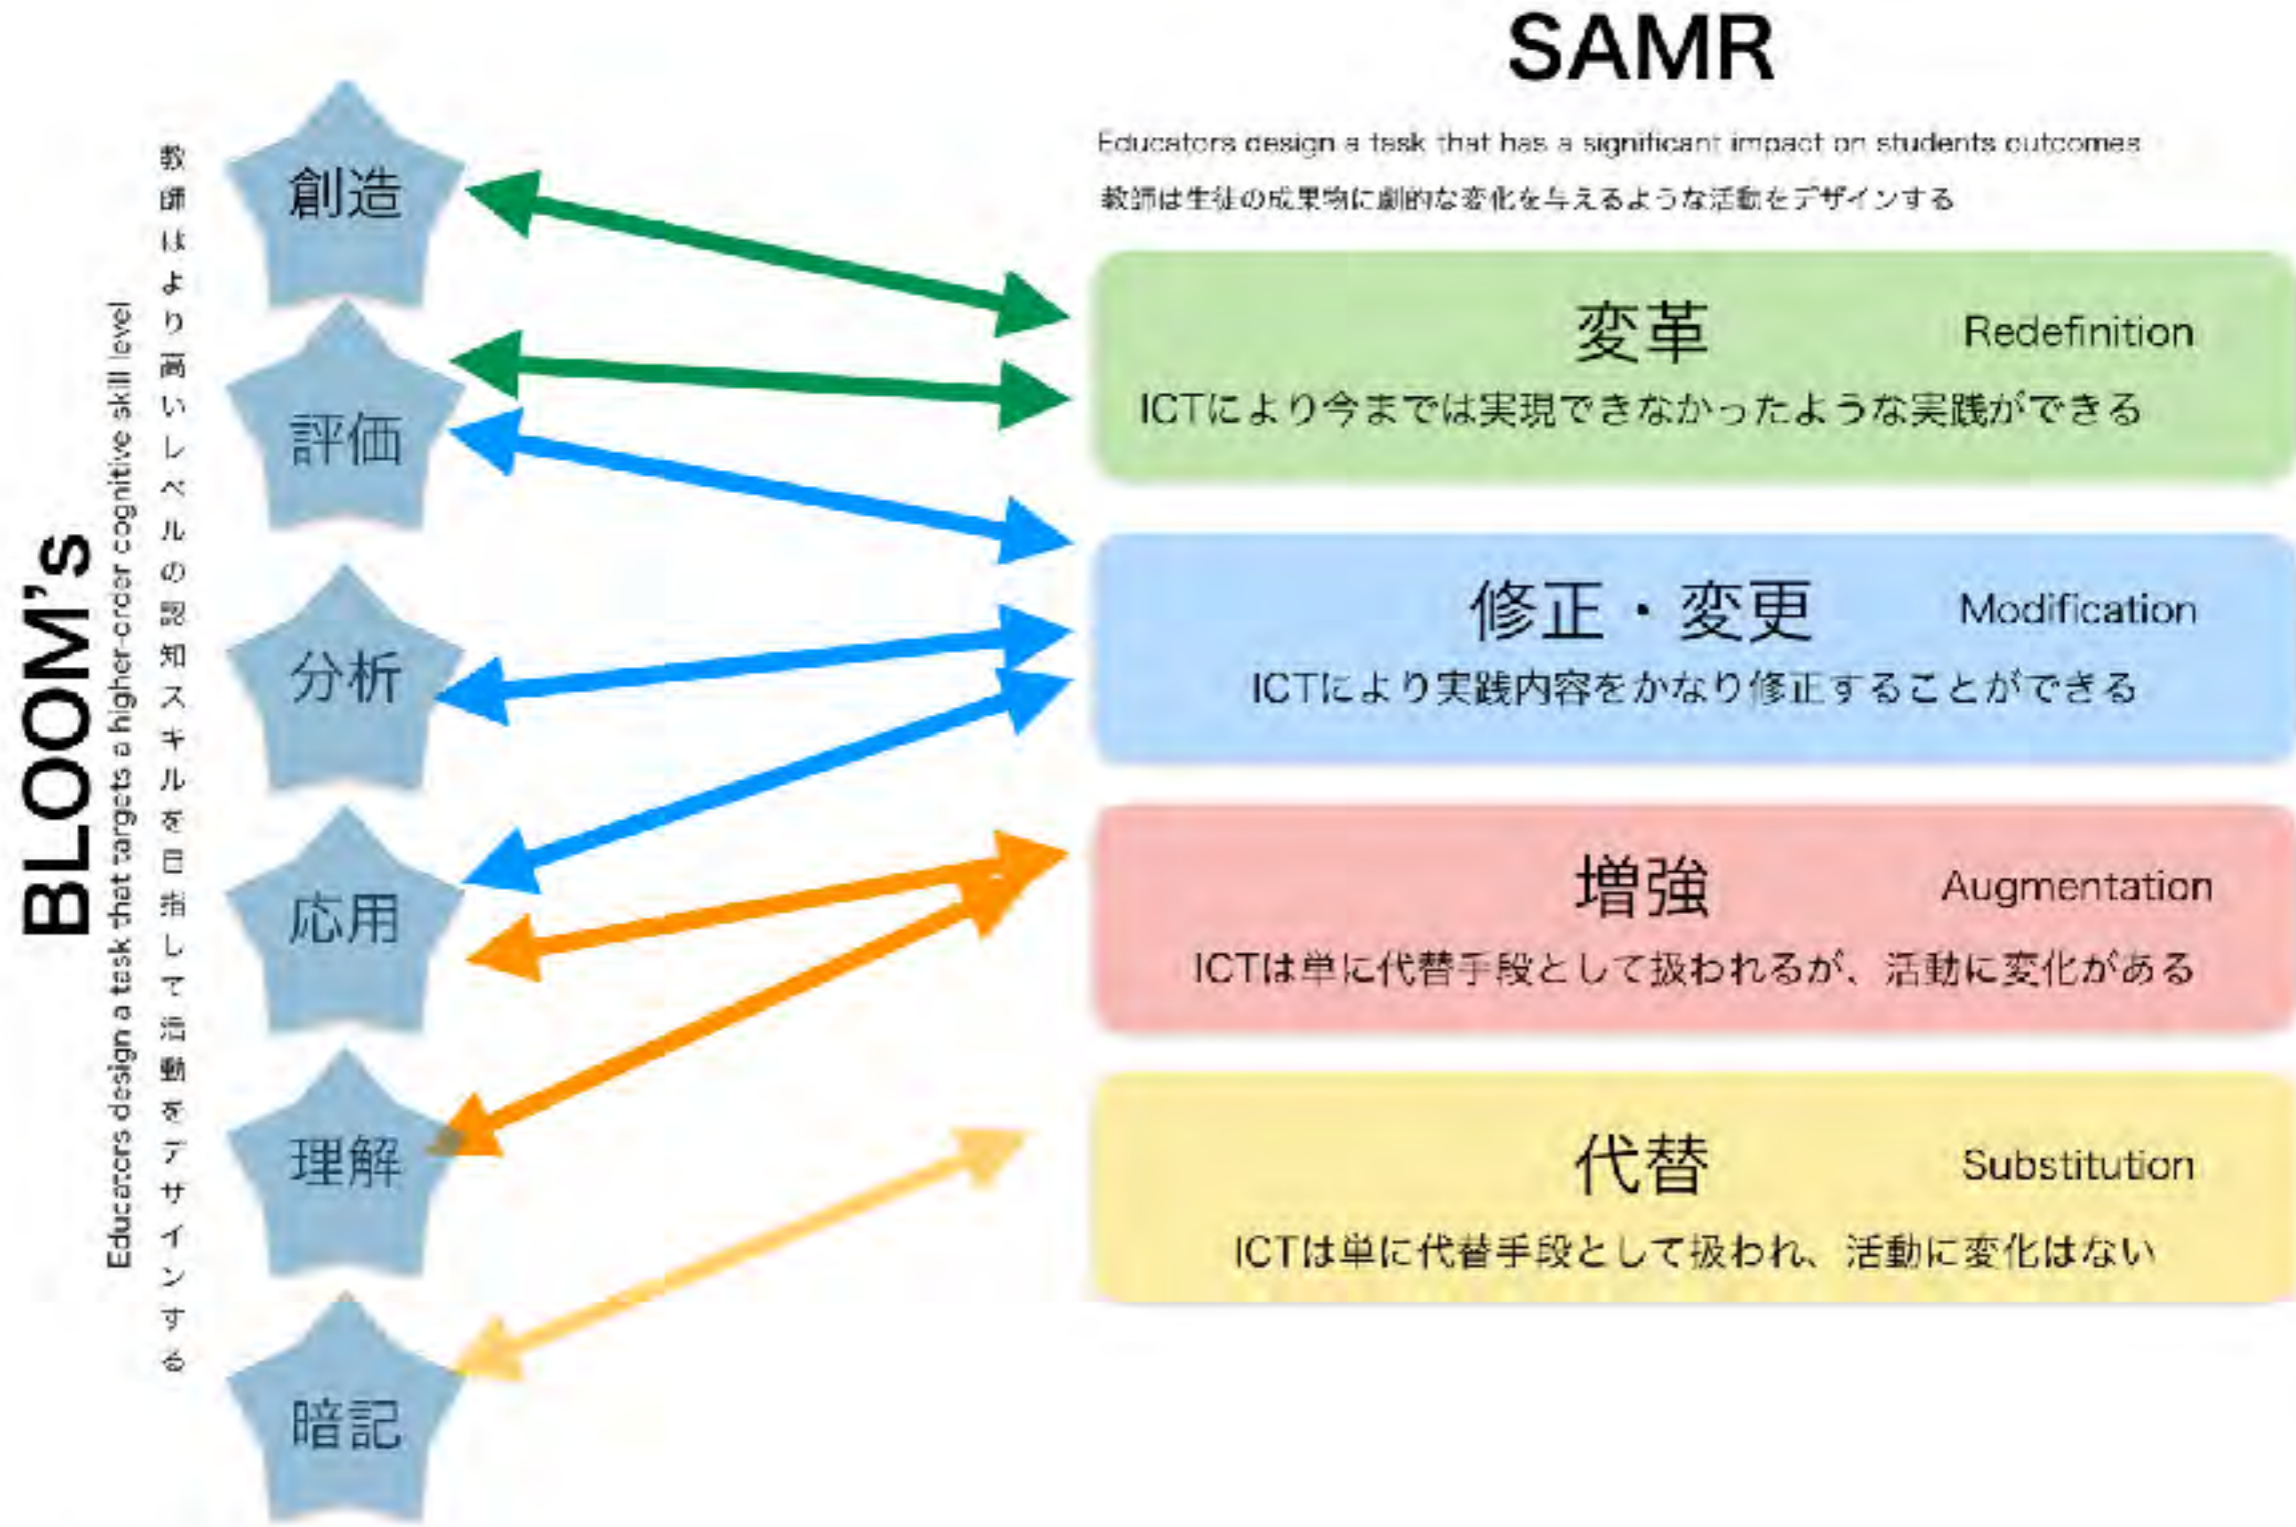 SAMR
Educators design a task that has a significant impact on students outcomes
教師は生徒の成果物に劇的な変化を与えるような活動をデザインする
BLOOM's
Educators design a task that targets a higher-order cognitive skill level
教師はより高いレベルの認知スキルを目指して活動をデザインする
創造
評価
分析
応用
理解
暗記
変革 Redefinition
ICTにより今までは実現できなかったような実践ができる
修正・変更 Modification
ICTにより実践内容をかなり修正することができる
増強 Augmentation
ICTは単に代替手段として扱われるが、活動に変化がある
代替 Substitution
ICTは単に代替手段として扱われ、活動に変化はない